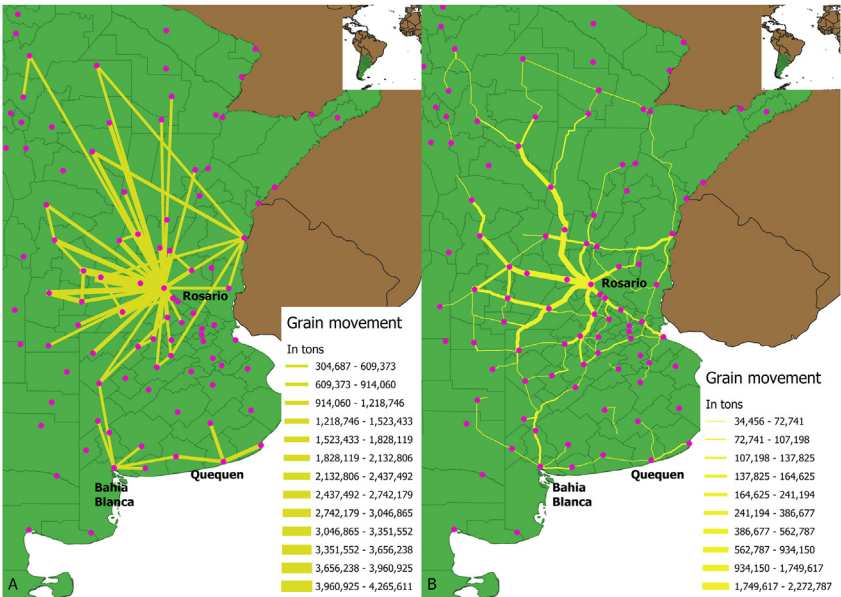 Rosario
Grain movement
In tons
304,687 - 609,373
609,373 - 914,060
914,060 - 1,218,746
1,218,746 - 1,523,433
1,523,433 - 1,828,119
1,828,119 - 2,132,806
2,132,806 - 2,437,492
2,437,492 - 2,742,179
2,742,179 - 3,046,865
3,046,865 - 3,351,552
3,351,552 - 3,656,238
3,656,238 - 3,960,925
3,960,925 - 4,265,611
Quequen
Bahia
Blanca
A
Rosario
Grain movement
In tons
34,456 - 72,741
72,741 - 107,198
107,198 - 137,825
137,825 - 164,625
164,625 - 241,194
241,194 - 386,677
386,677 - 562,787
562,787 - 934,150
934,150 - 1,749,617
1,749,617 - 2,272,787
Quequen
Bahia
Blanca
B